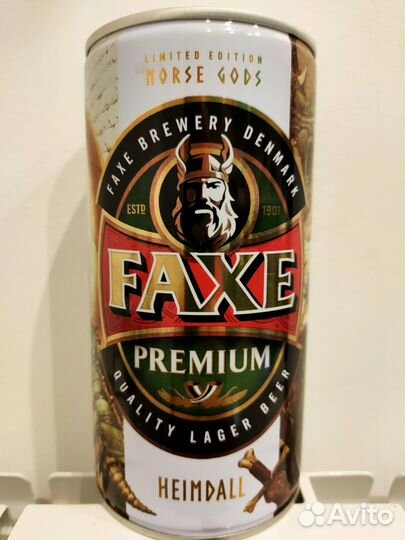 LIMITED EDITION
NORSE GODS
FAXE BREWERY DENMARK
ESTD 1901
FAXE
PREMIUM
QUALITY LAGER BEER
HEIMDALL
Avito